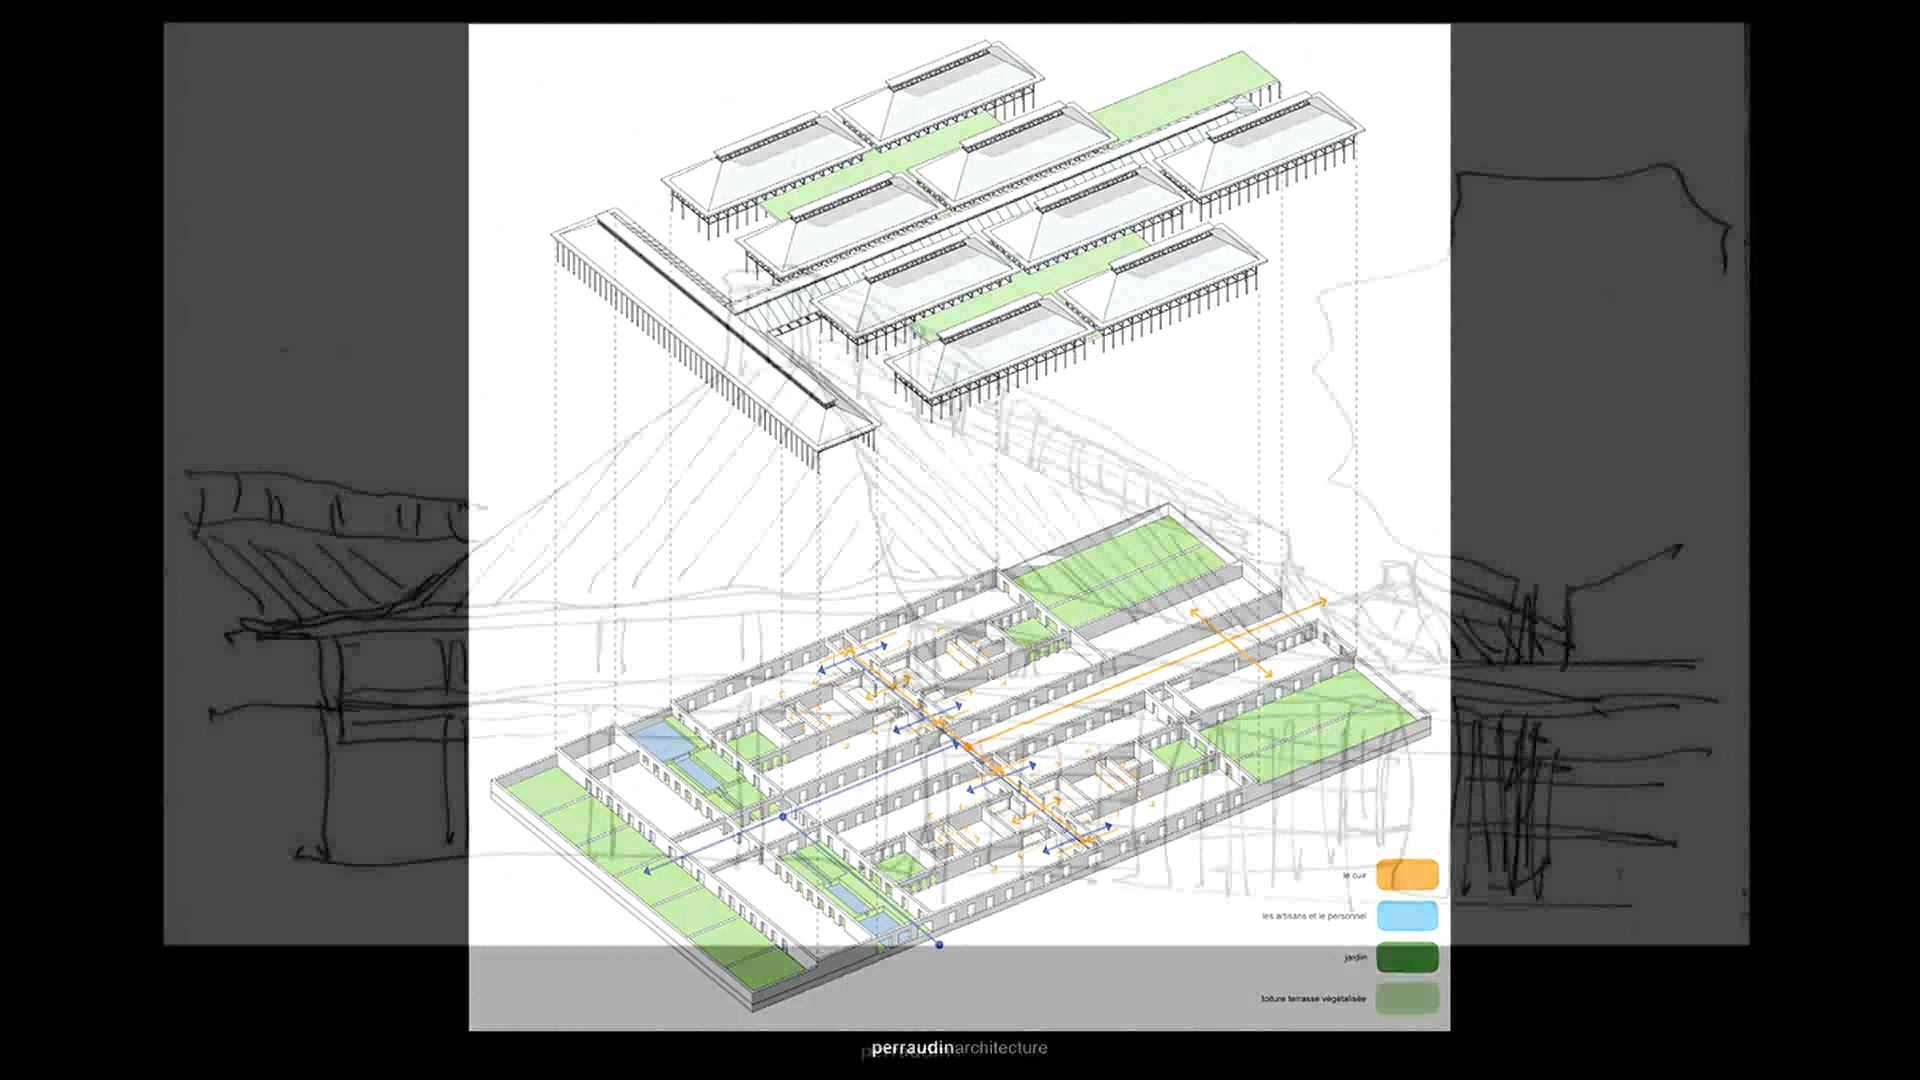 le cuir
les artisans et le personnel
jardin
toiture terrasse végétalisée
perraudinarchitecture